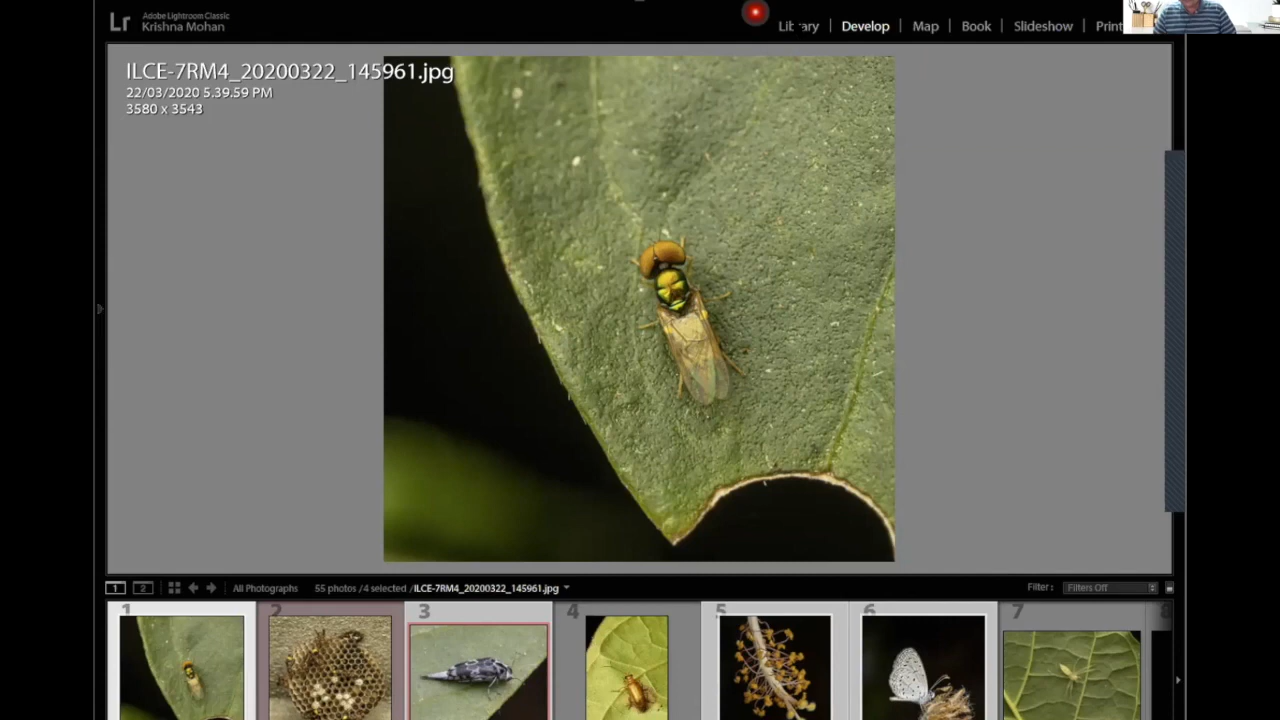 Lr
Adobe Lightroom Classic
Krishna Mohan
Library | Develop | Map | Book | Slideshow | Print
ILCE-7RM4_20200322_145961.jpg
22/03/2020 5.39.59 PM
3580 x 3543
1 2 All Photographs 55 photos /4 selected /ILCE-7RM4_20200322_145961.jpg Filter : Filters Off
1 2 3 4 5 6 7 8